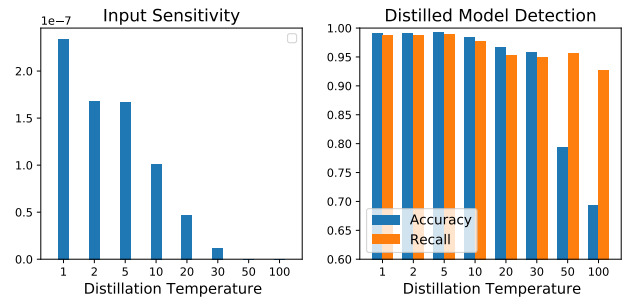 Input Sensitivity
1e−7
2.0
1.5
1.0
0.5
0.0
1 2 5 10 20 30 50 100
Distillation Temperature
Distilled Model Detection
1.00
0.95
0.90
0.85
0.80
0.75
0.70
0.65
0.60
Accuracy
Recall
1 2 5 10 20 30 50 100
Distillation Temperature